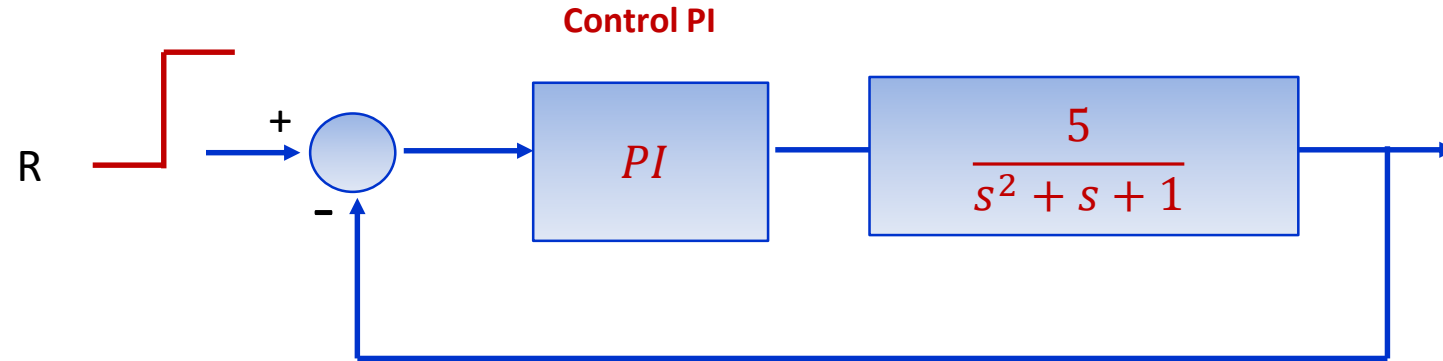 Control PI
R
+
-
PI
5
s² + s + 1